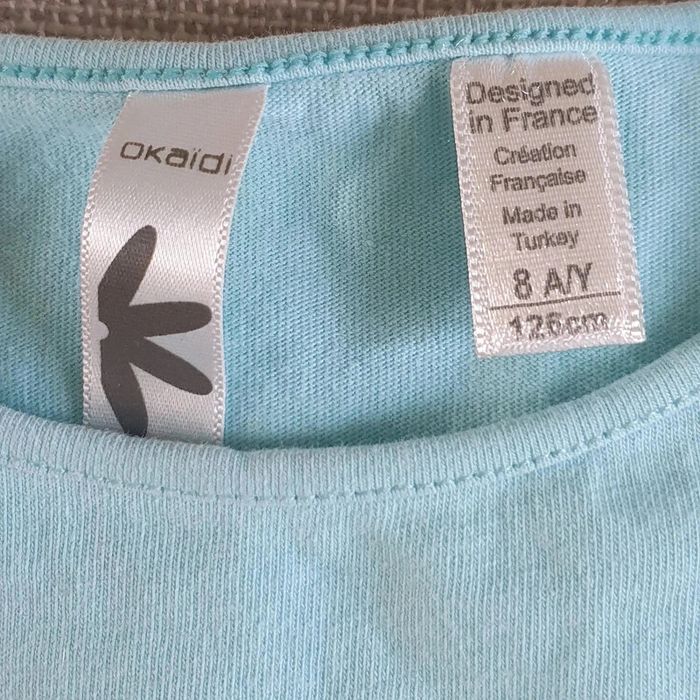 OKaïDI
Designed
in France
Création
Française
Made in
Turkey
8 A/Y
126cm